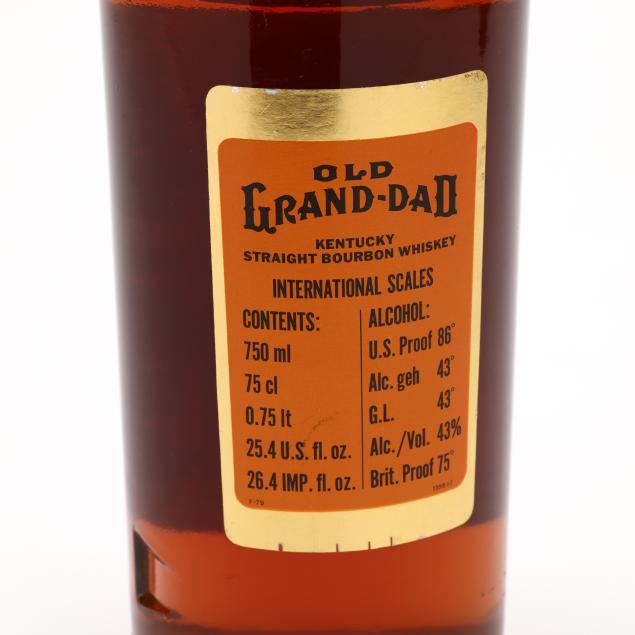 OLD
GRAND-DAD
KENTUCKY
STRAIGHT BOURBON WHISKEY
INTERNATIONAL SCALES
CONTENTS:
750 ml
75 cl
0.75 lt
25.4 U.S. fl. oz.
26.4 IMP. fl. oz.
ALCOHOL:
U.S. Proof 86°
Alc. geh 43°
G.L. 43°
Alc./Vol. 43%
Brit. Proof 75°
F-79